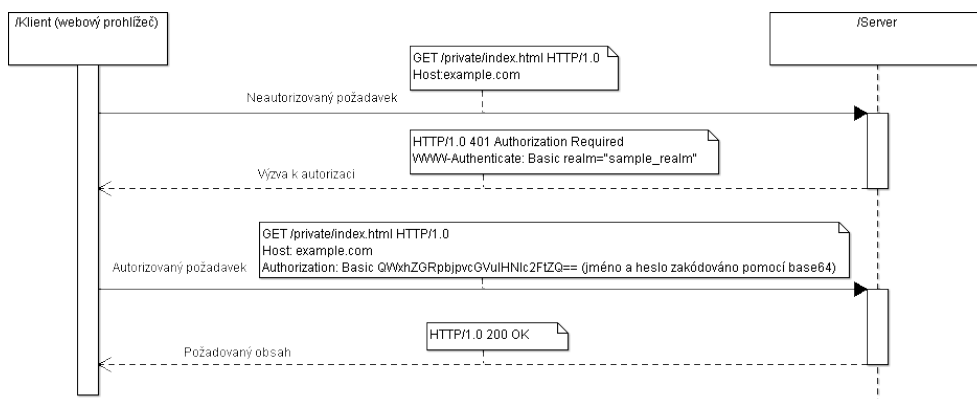 /Klient (webový prohlížeč)
/Server
GET /private/index.html HTTP/1.0
Host:example.com
Neautorizovaný požadavek
HTTP/1.0 401 Authorization Required
WWW-Authenticate: Basic realm="sample_realm"
Výzva k autorizaci
GET /private/index.html HTTP/1.0
Host: example.com
Authorization: Basic QWxhZGRpbjpvcGVuIHNlc2FtZQ== (jméno a heslo zakódováno pomocí base64)
Autorizovaný požadavek
HTTP/1.0 200 OK
Požadovaný obsah